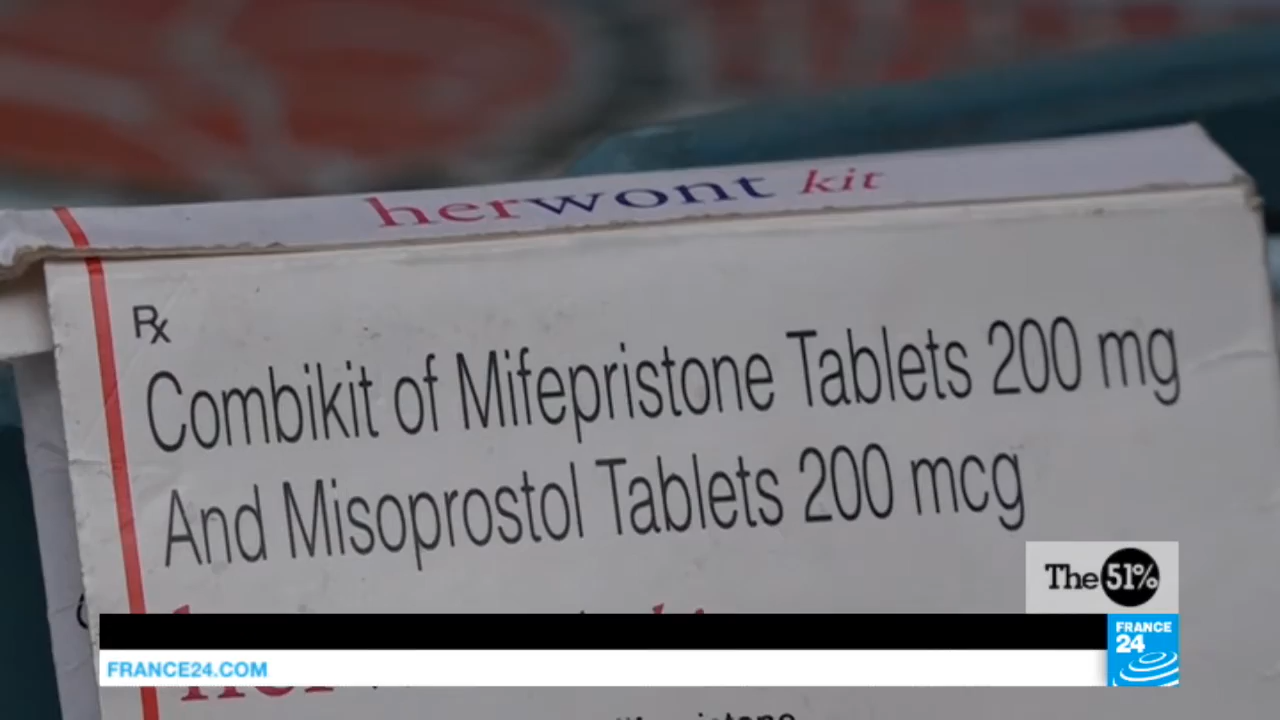 herwont kit
Rx
Combikit of Mifepristone Tablets 200 mg
And Misoprostol Tablets 200 mcg
The 51%
FRANCE 24
FRANCE24.COM